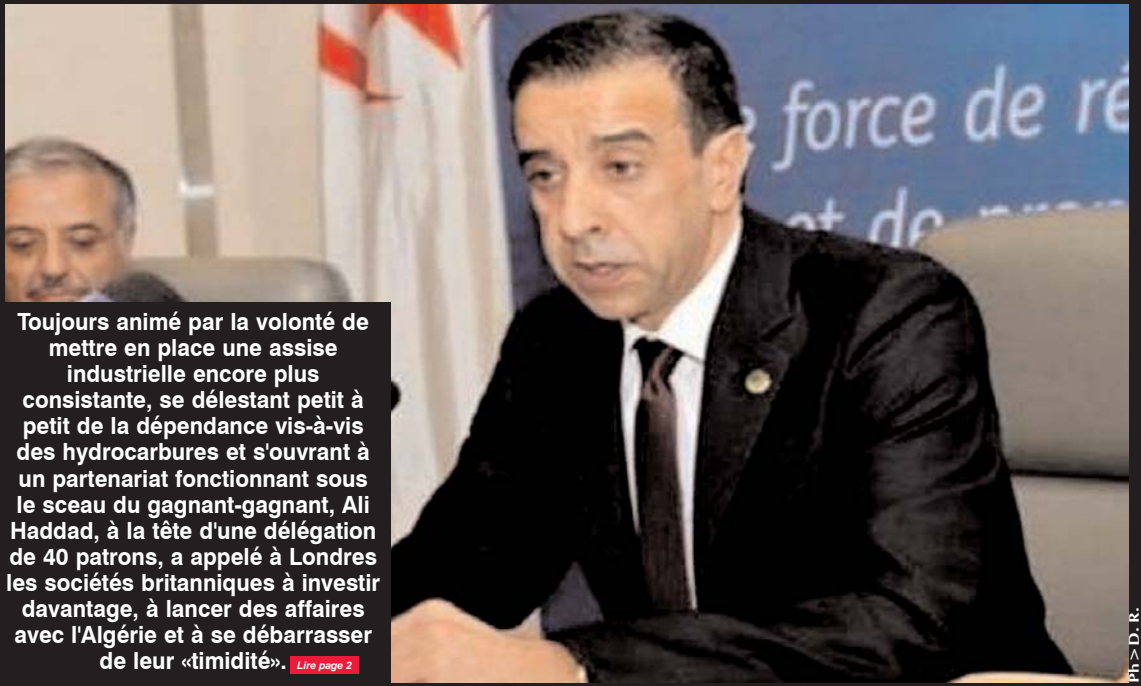 force de
et de
Toujours animé par la volonté de
mettre en place une assise
industrielle encore plus
consistante, se délestant petit à
petit de la dépendance vis-à-vis
des hydrocarbures et s'ouvrant à
un partenariat fonctionnant sous
le sceau du gagnant-gagnant, Ali
Haddad, à la tête d'une délégation
de 40 patrons, a appelé à Londres
les sociétés britanniques à investir
davantage, à lancer des affaires
avec l'Algérie et à se débarrasser
de leur «timidité». Lire page 2
Ph > D. R.